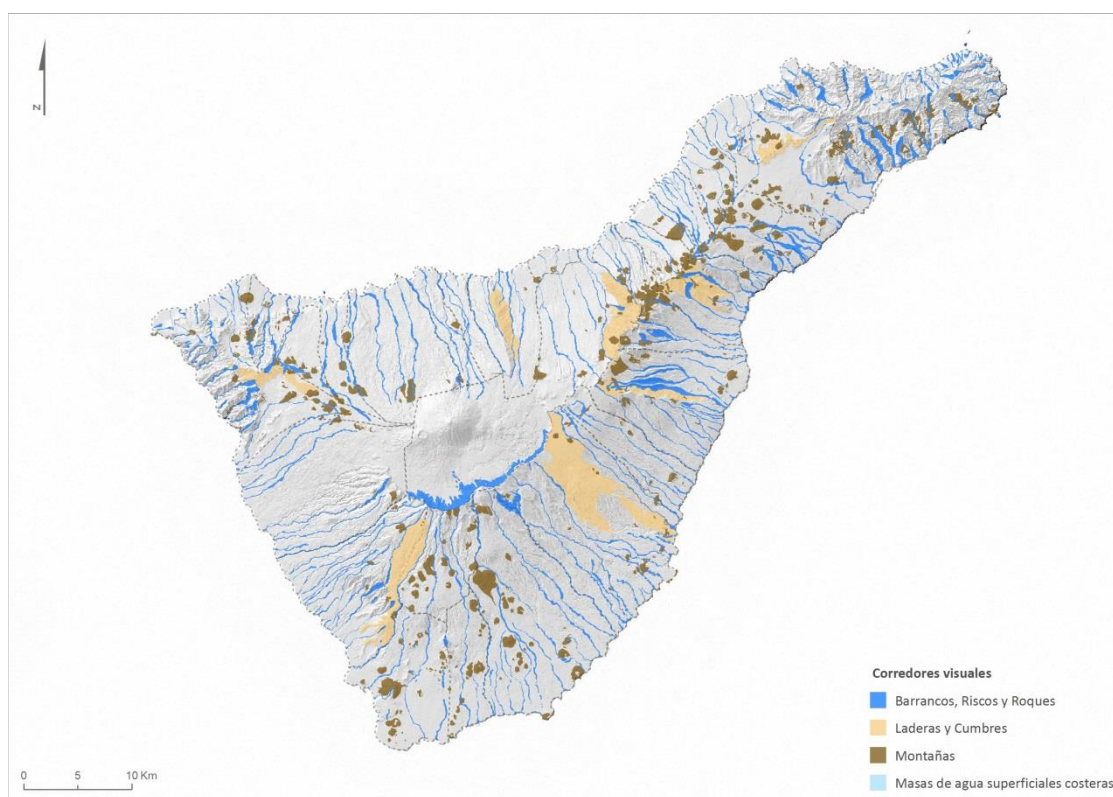 N
Corredores visuales
Barrancos, Riscos y Roques
Laderas y Cumbres
Montañas
Masas de agua superficiales costeras
0 5 10 Km